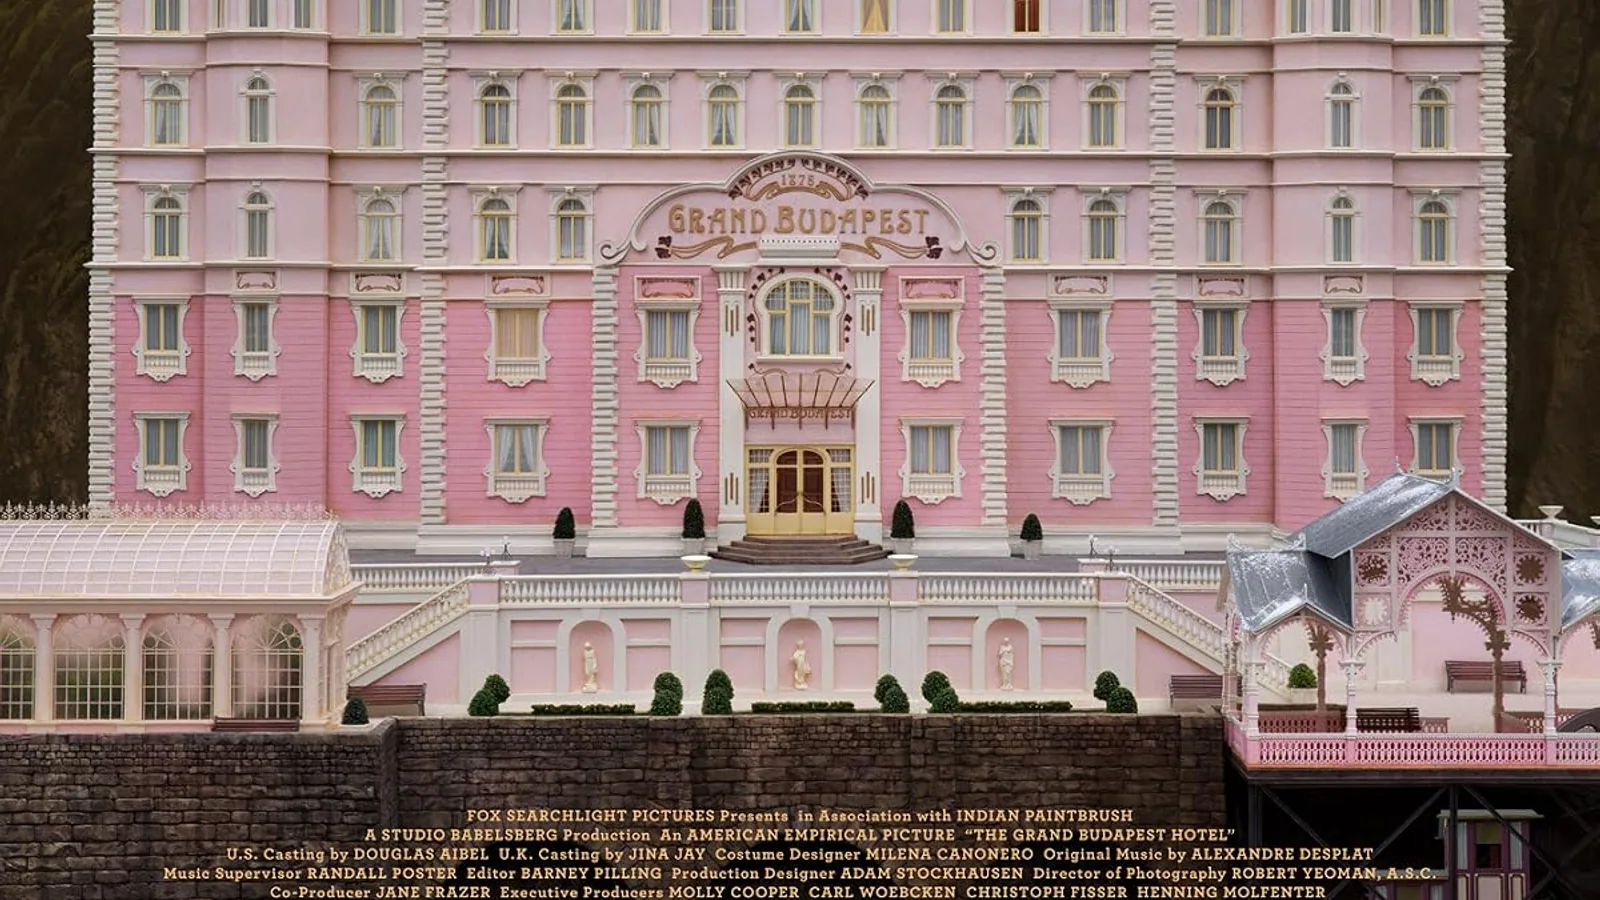 1875
GRAND BUDAPEST
GRAND BUDAPEST
FOX SEARCHLIGHT PICTURES Presents in Association with INDIAN PAINTBRUSH
A STUDIO BABELSBERG Production An AMERICAN EMPIRICAL PICTURE “THE GRAND BUDAPEST HOTEL”
U.S. Casting by DOUGLAS AIBEL U.K. Casting by JINA JAY Costume Designer MILENA CANONERO Original Music by ALEXANDRE DESPLAT
Music Supervisor RANDALL POSTER Editor BARNEY PILLING Production Designer ADAM STOCKHAUSEN Director of Photography ROBERT YEOMAN, A.S.C.
Co-Producer JANE FRAZER Executive Producers MOLLY COOPER CARL WOEBCKEN CHRISTOPH FISSER HENNING MOLFENTER